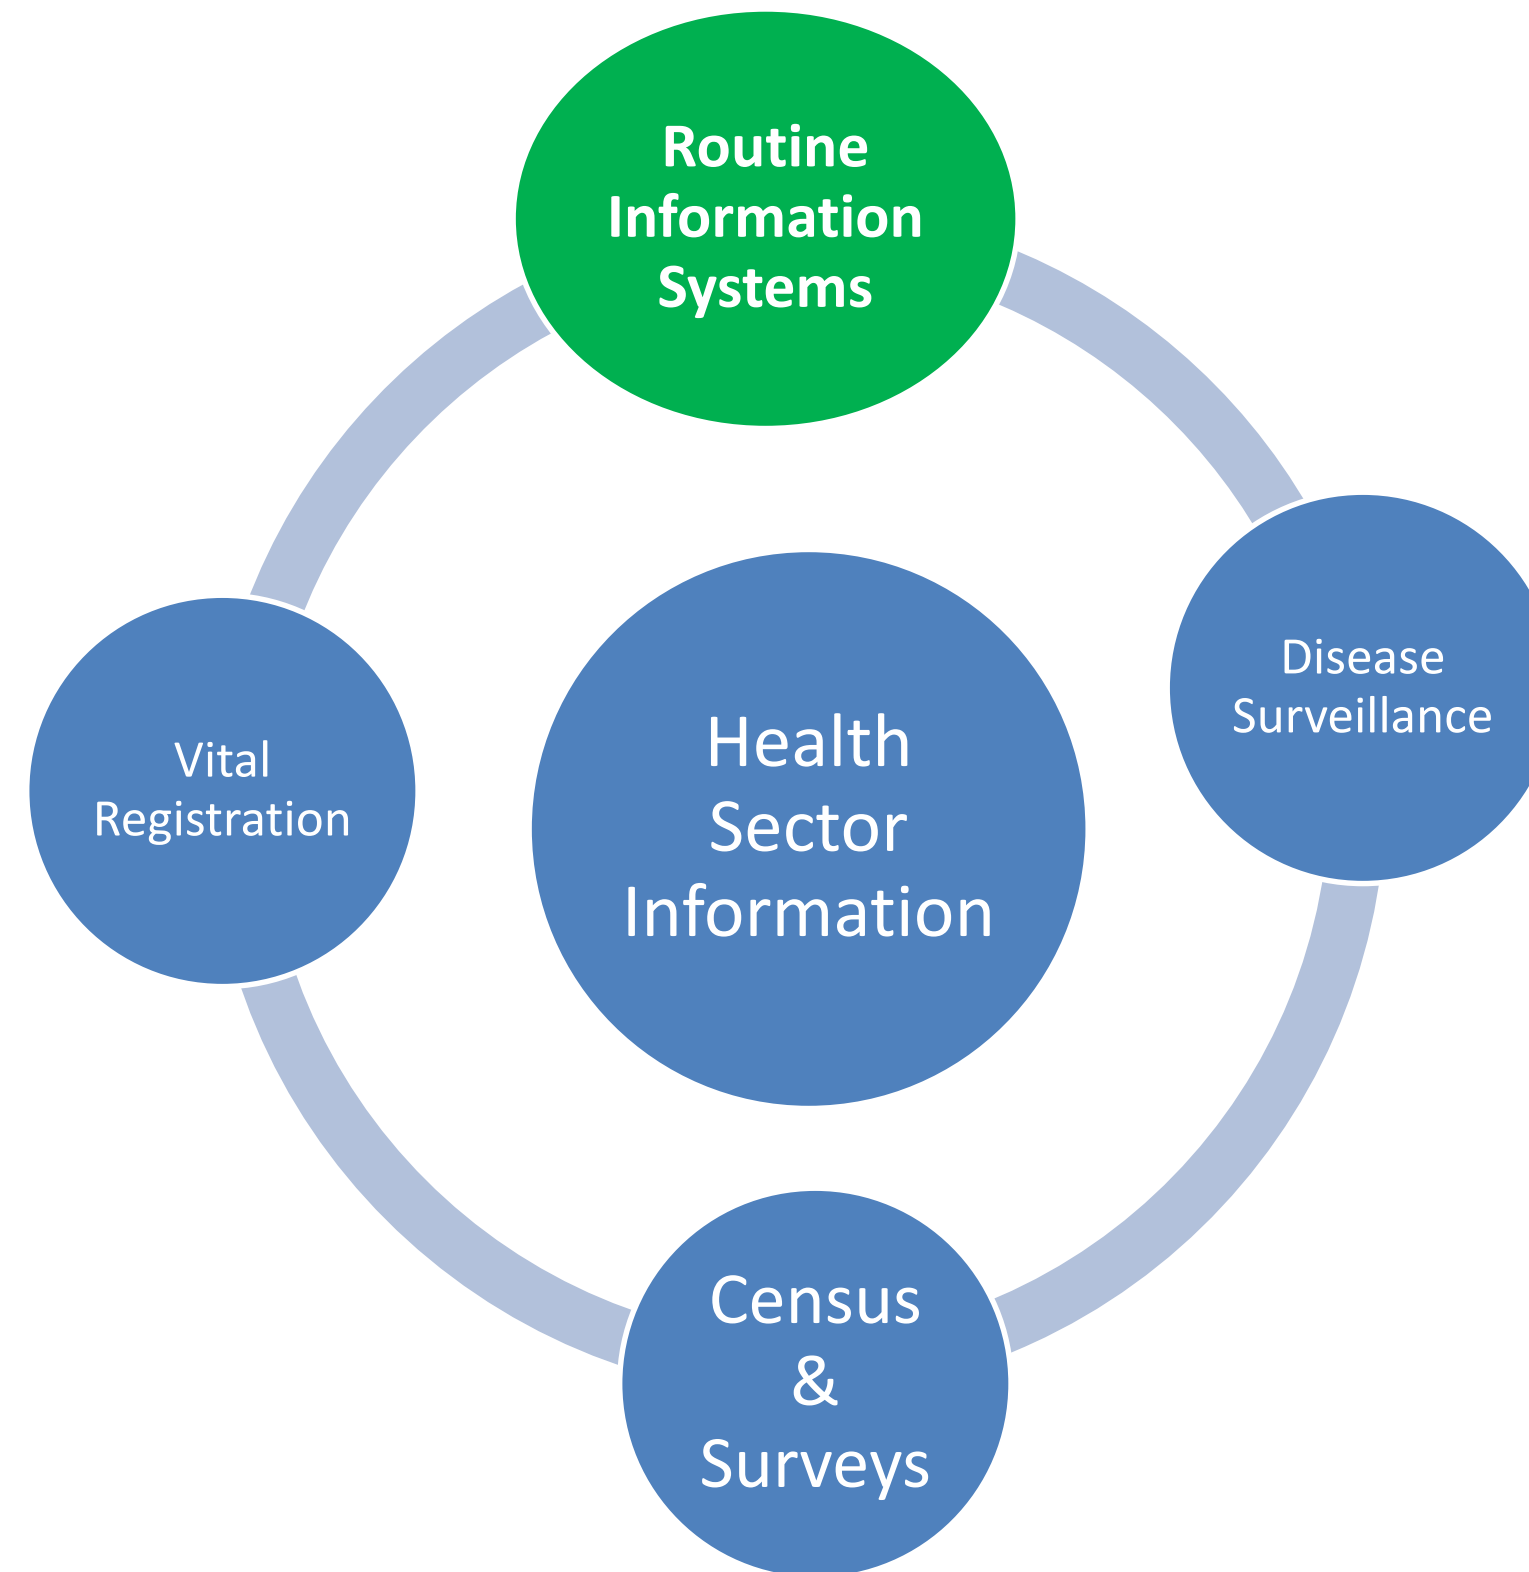 Routine
Information
Systems
Disease
Surveillance
Vital
Registration
Health
Sector
Information
Census
&
Surveys